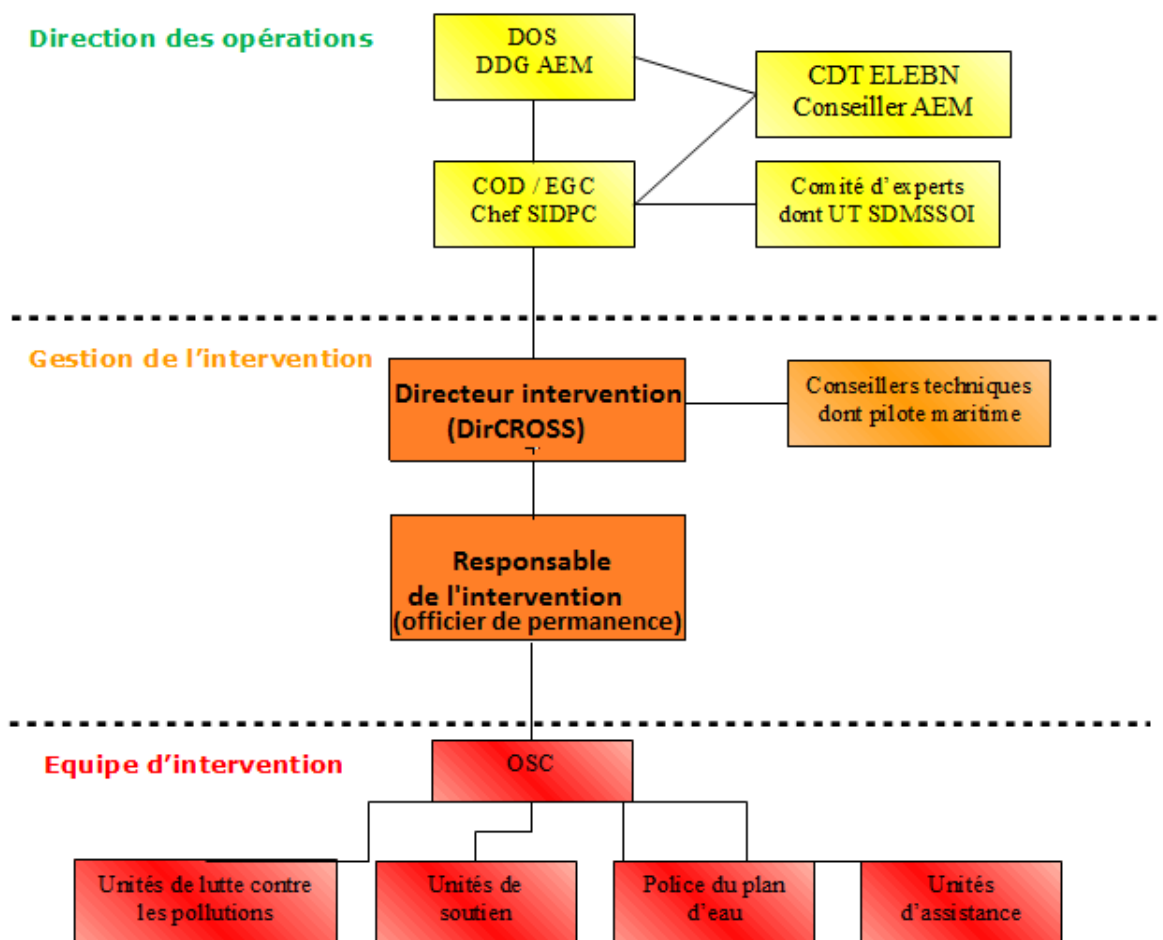 Direction des opérations
DOS
DDG AEM
CDT ELEBN
Conseiller AEM
COD / EGC
Chef SIDPC
Comité d'experts
dont UT SDMSSOI
Gestion de l'intervention
Directeur intervention
(DirCROSS)
Conseillers techniques
dont pilote maritime
Responsable
de l'intervention
(officier de permanence)
Equipe d'intervention
OSC
Unités de lutte contre
les pollutions
Unités de
soutien
Police du plan
d'eau
Unités
d'assistance